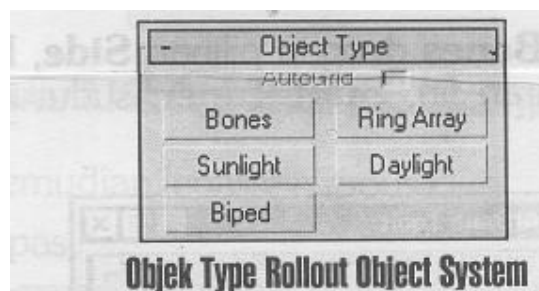 - Object Type
AutoGrid
Bones Ring Array
Sunlight Daylight
Biped
Objek Type Rollout Object System